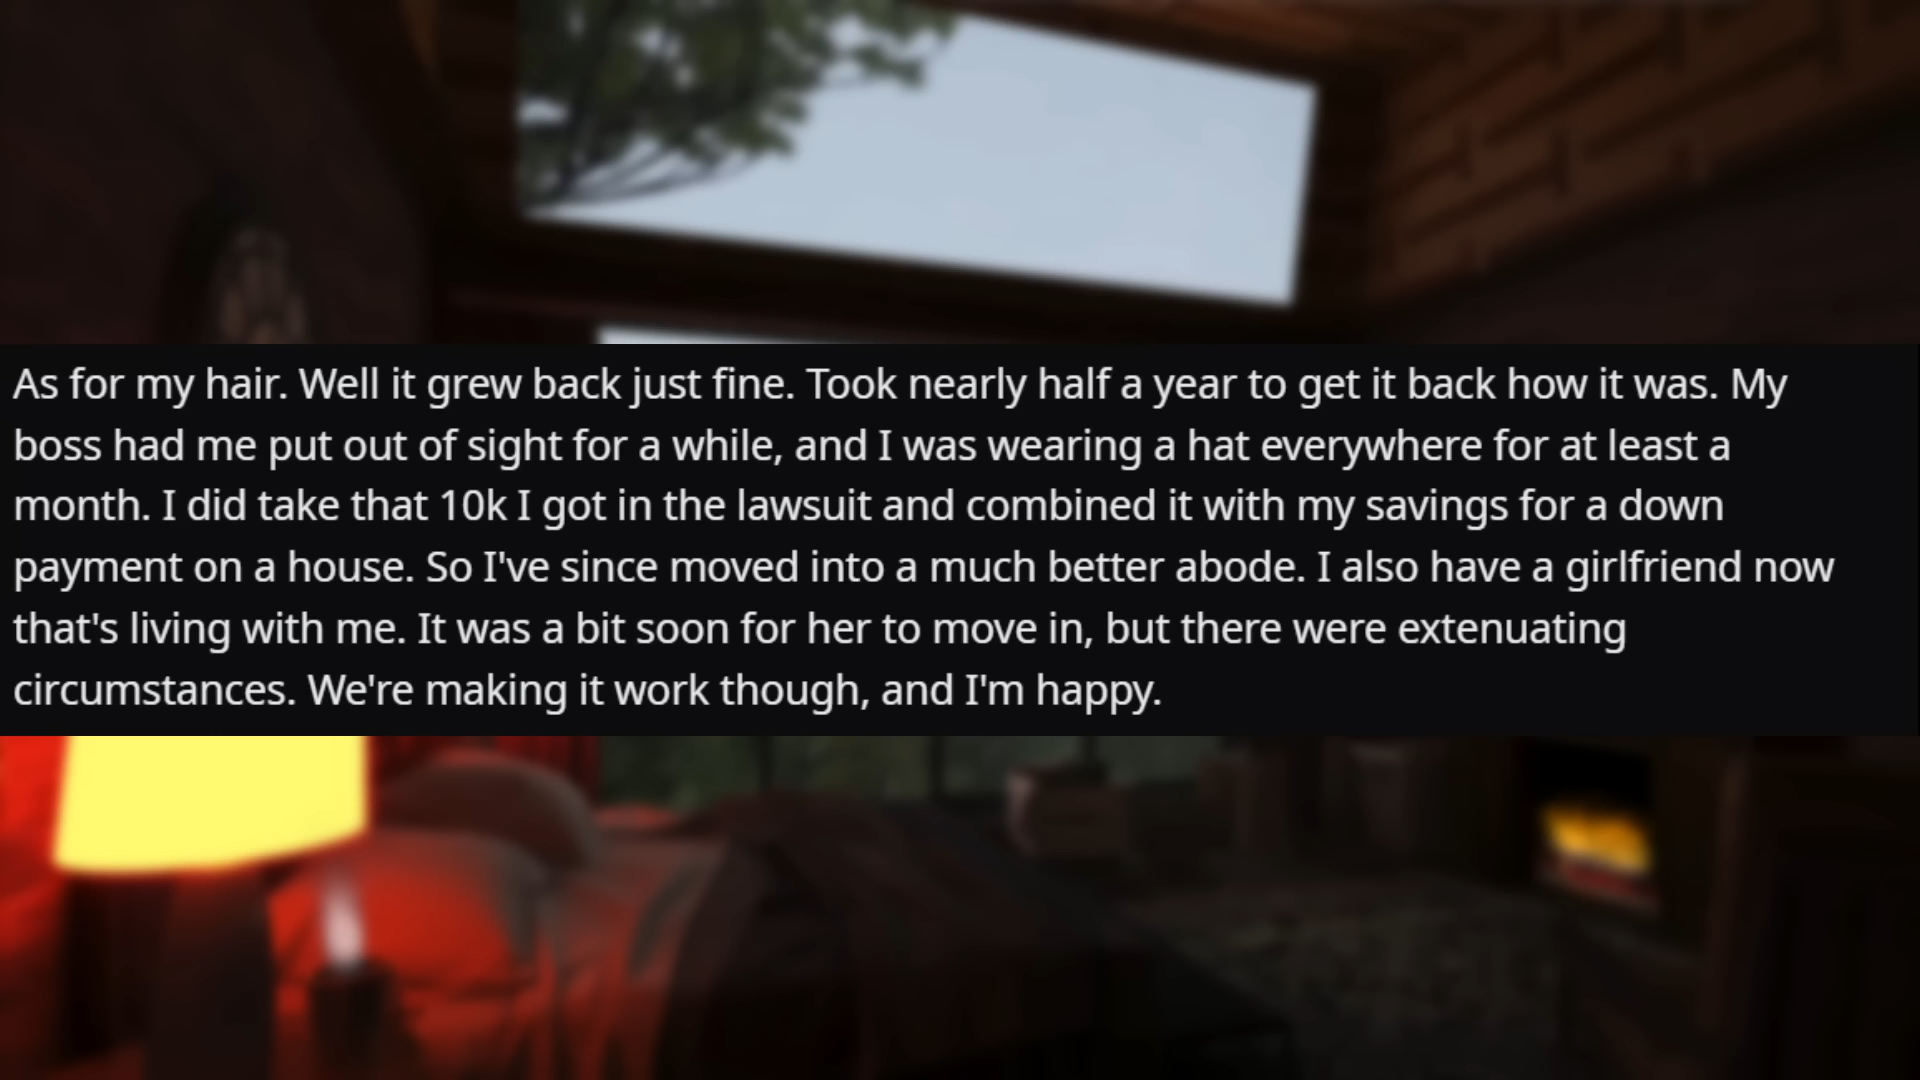 As for my hair. Well it grew back just fine. Took nearly half a year to get it back how it was. My
boss had me put out of sight for a while, and I was wearing a hat everywhere for at least a
month. I did take that 10k I got in the lawsuit and combined it with my savings for a down
payment on a house. So I've since moved into a much better abode. I also have a girlfriend now
that's living with me. It was a bit soon for her to move in, but there were extenuating
circumstances. We're making it work though, and I'm happy.